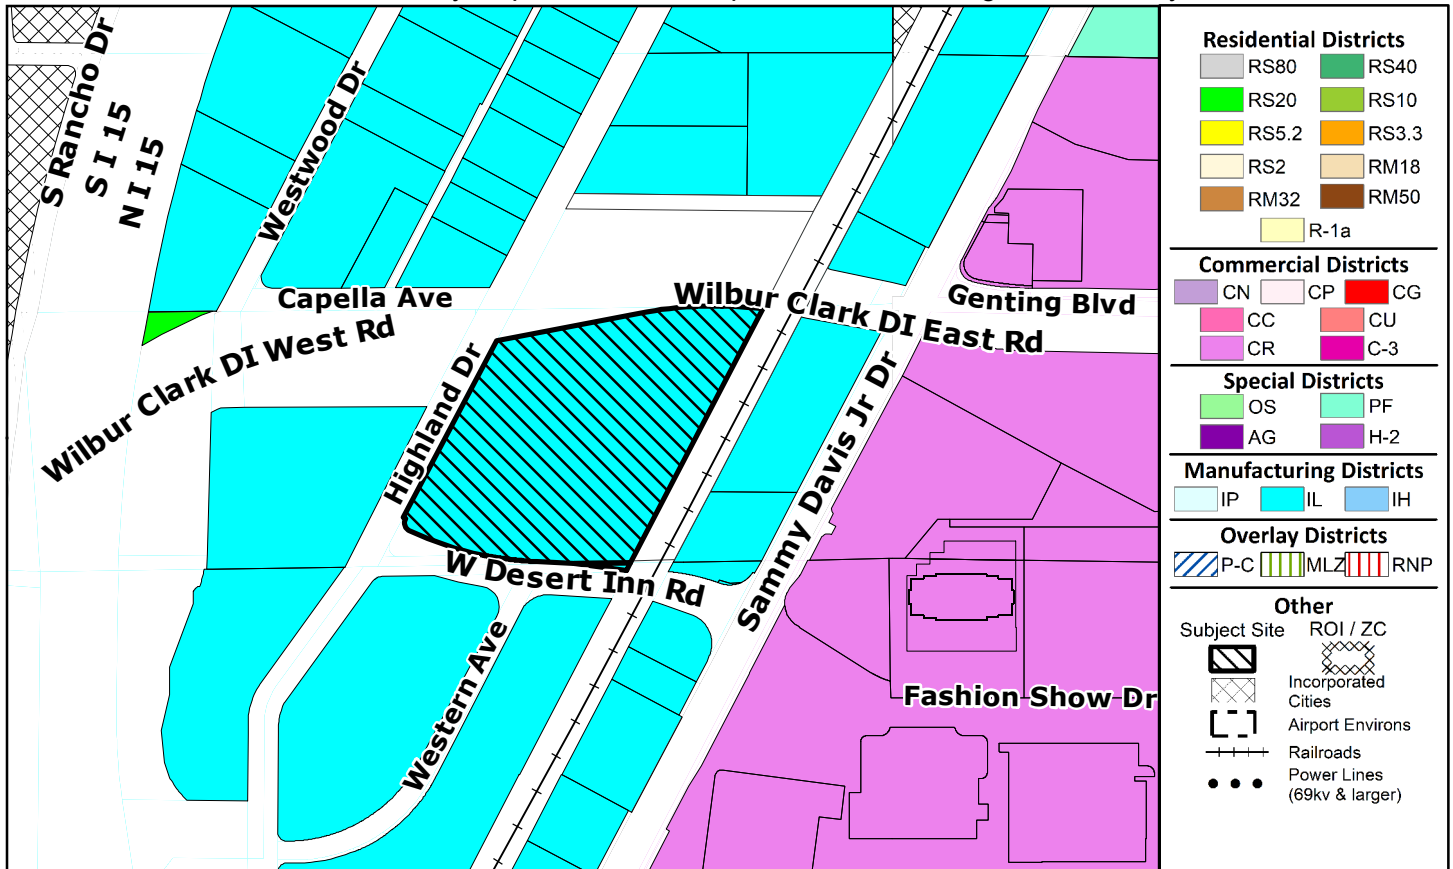 S Rancho Dr
S I 15
N I 15
Westwood Dr
Capella Ave
Wilbur Clark DI West Rd
Wilbur Clark DI East Rd
Genting Blvd
Highland Dr
Sammy Davis Jr Dr
W Desert Inn Rd
Western Ave
Fashion Show Dr
Residential Districts
RS80 RS40
RS20 RS10
RS5.2 RS3.3
RS2 RM18
RM32 RM50
R-1a
Commercial Districts
CN CP CG
CC CU
CR C-3
Special Districts
OS PF
AG H-2
Manufacturing Districts
IP IL IH
Overlay Districts
P-C MLZ RNP
Other
Subject Site ROI / ZC
Incorporated
Cities
Airport Environs
Railroads
Power Lines
(69kv & larger)